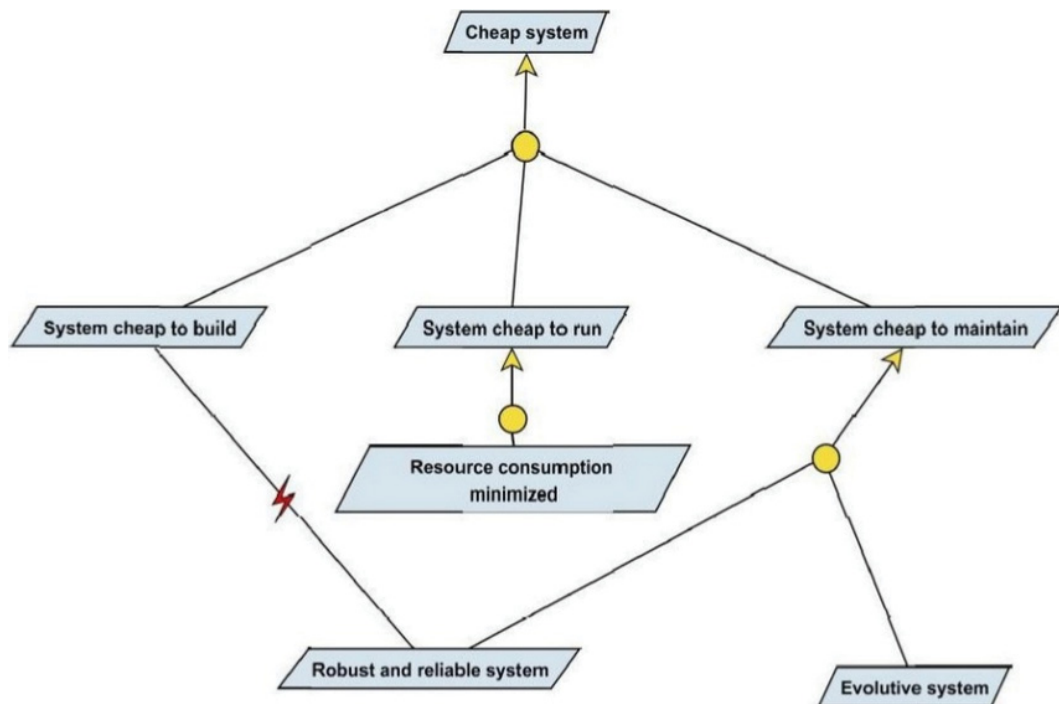 Cheap system
System cheap to build
System cheap to run
System cheap to maintain
Resource consumption
minimized
Robust and reliable system
Evolutive system